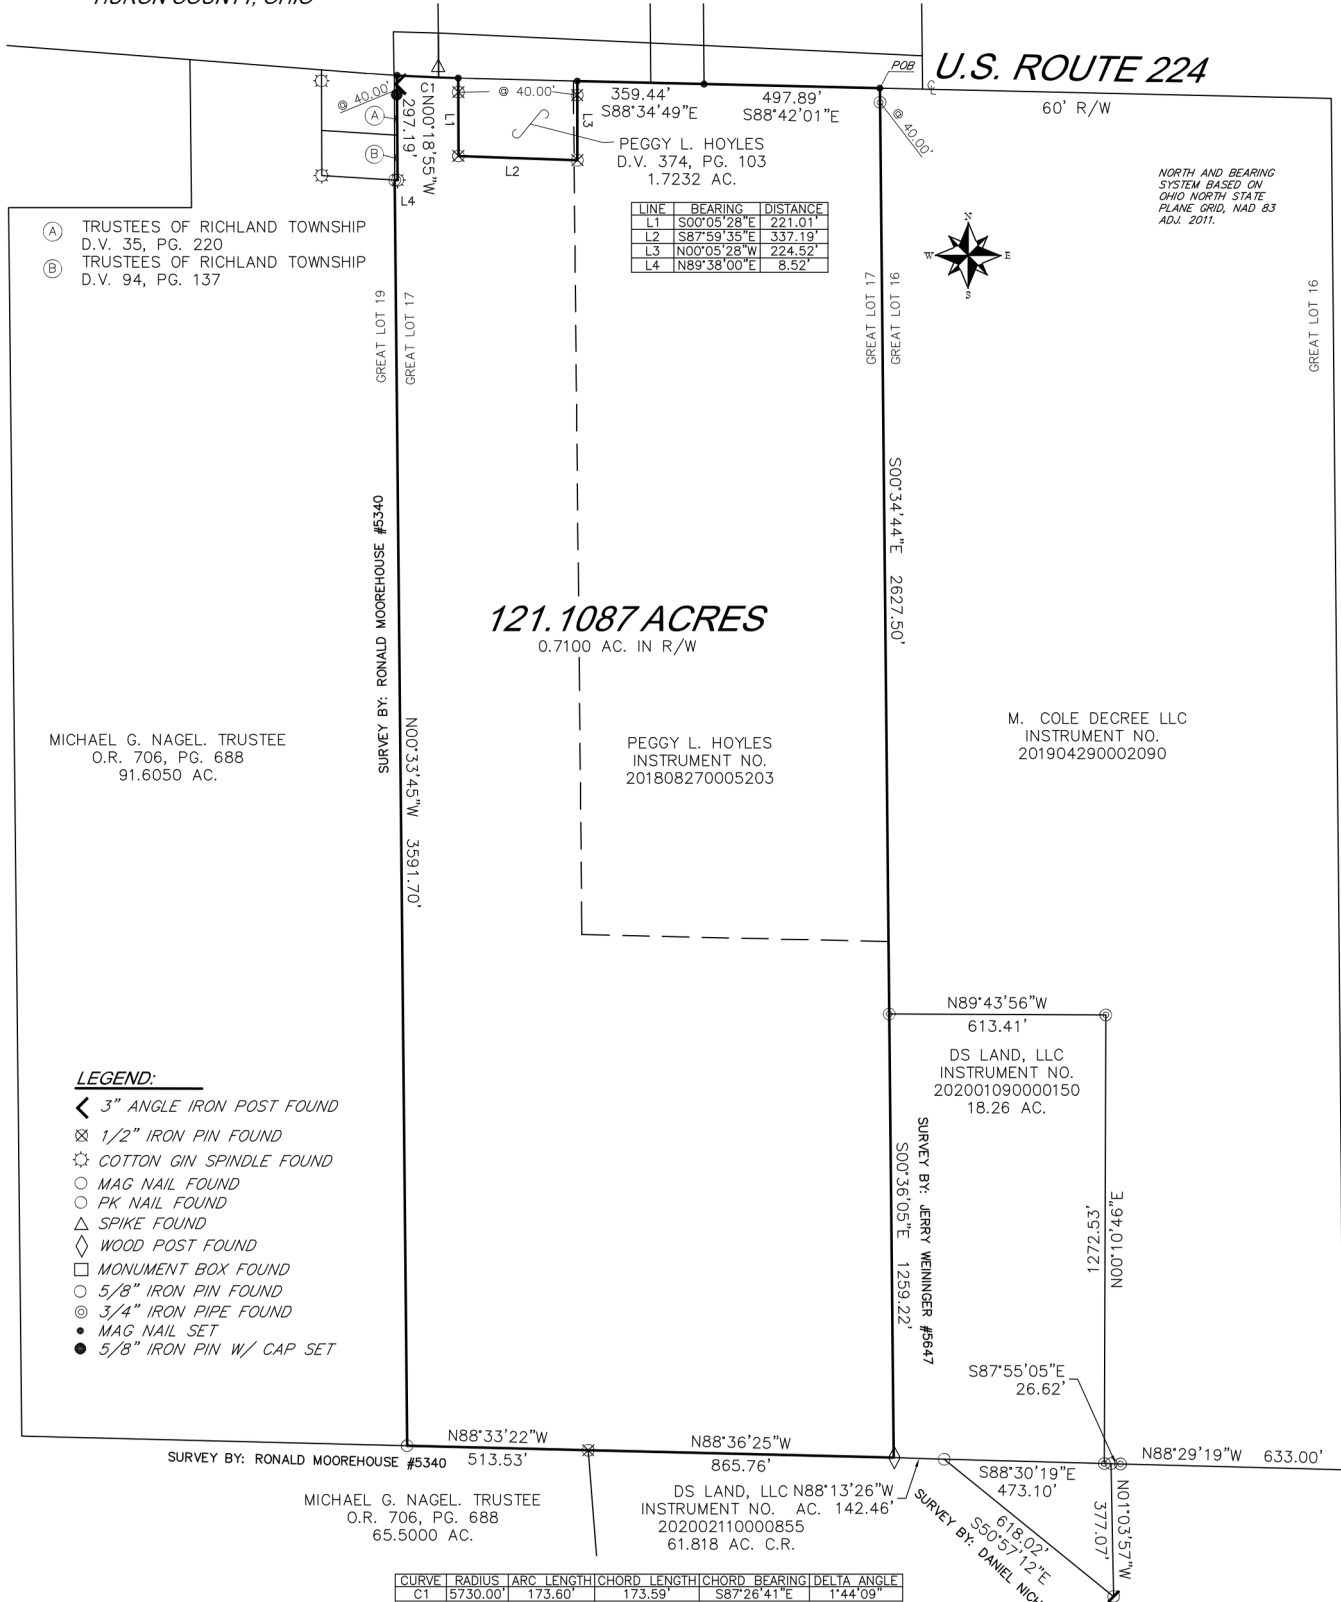 HURON COUNTY, OHIO
U.S. ROUTE 224
60' R/W
POB
@ 40.00'
@ 40.00'
@ 40.00'
359.44'
S88°34'49"E
497.89'
S88°42'01"E
N00°18'55"W
297.19'
L1
L2
L3
L4
A
B
PEGGY L. HOYLES
D.V. 374, PG. 103
1.7232 AC.
NORTH AND BEARING
SYSTEM BASED ON
OHIO NORTH STATE
PLANE GRID, NAD 83
ADJ. 2011.
N
W E
S
LINE BEARING DISTANCE
L1 S00°05'28"E 221.01'
L2 S87°59'35"E 337.19'
L3 N00°05'28"W 224.52'
L4 N89°38'00"E 8.52'
A TRUSTEES OF RICHLAND TOWNSHIP
D.V. 35, PG. 220
B TRUSTEES OF RICHLAND TOWNSHIP
D.V. 94, PG. 137
GREAT LOT 19
GREAT LOT 17
GREAT LOT 17
GREAT LOT 16
GREAT LOT 16
SURVEY BY: RONALD MOOREHOUSE #5340
S00°34'44"E 2627.50'
121.1087 ACRES
0.7100 AC. IN R/W
N00°33'45"W 3591.70'
MICHAEL G. NAGEL. TRUSTEE
O.R. 706, PG. 688
91.6050 AC.
PEGGY L. HOYLES
INSTRUMENT NO.
201808270005203
M. COLE DECREE LLC
INSTRUMENT NO.
201904290002090
N89°43'56"W
613.41'
DS LAND, LLC
INSTRUMENT NO.
202001090000150
18.26 AC.
SURVEY BY: JERRY WEININGER #5647
S00°36'05"E 1259.22'
1272.53'
N00°10'46"E
LEGEND:
3" ANGLE IRON POST FOUND
1/2" IRON PIN FOUND
COTTON GIN SPINDLE FOUND
MAG NAIL FOUND
PK NAIL FOUND
SPIKE FOUND
WOOD POST FOUND
MONUMENT BOX FOUND
5/8" IRON PIN FOUND
3/4" IRON PIPE FOUND
MAG NAIL SET
5/8" IRON PIN W/ CAP SET
S87°55'05"E
26.62'
N88°33'22"W
513.53'
N88°36'25"W
865.76'
N88°29'19"W 633.00'
SURVEY BY: RONALD MOOREHOUSE #5340
S88°30'19"E
473.10'
MICHAEL G. NAGEL. TRUSTEE
O.R. 706, PG. 688
65.5000 AC.
DS LAND, LLC N88°13'26"W
INSTRUMENT NO. AC. 142.46'
202002110000855
61.818 AC. C.R.
618.02'
S50°57'12"E
SURVEY BY: DANIEL
N01°03'57"W
377.07'
CURVE RADIUS ARC LENGTH CHORD LENGTH CHORD BEARING DELTA ANGLE
C1 5730.00' 173.60' 173.59' S87°26'41"E 1°44'09"